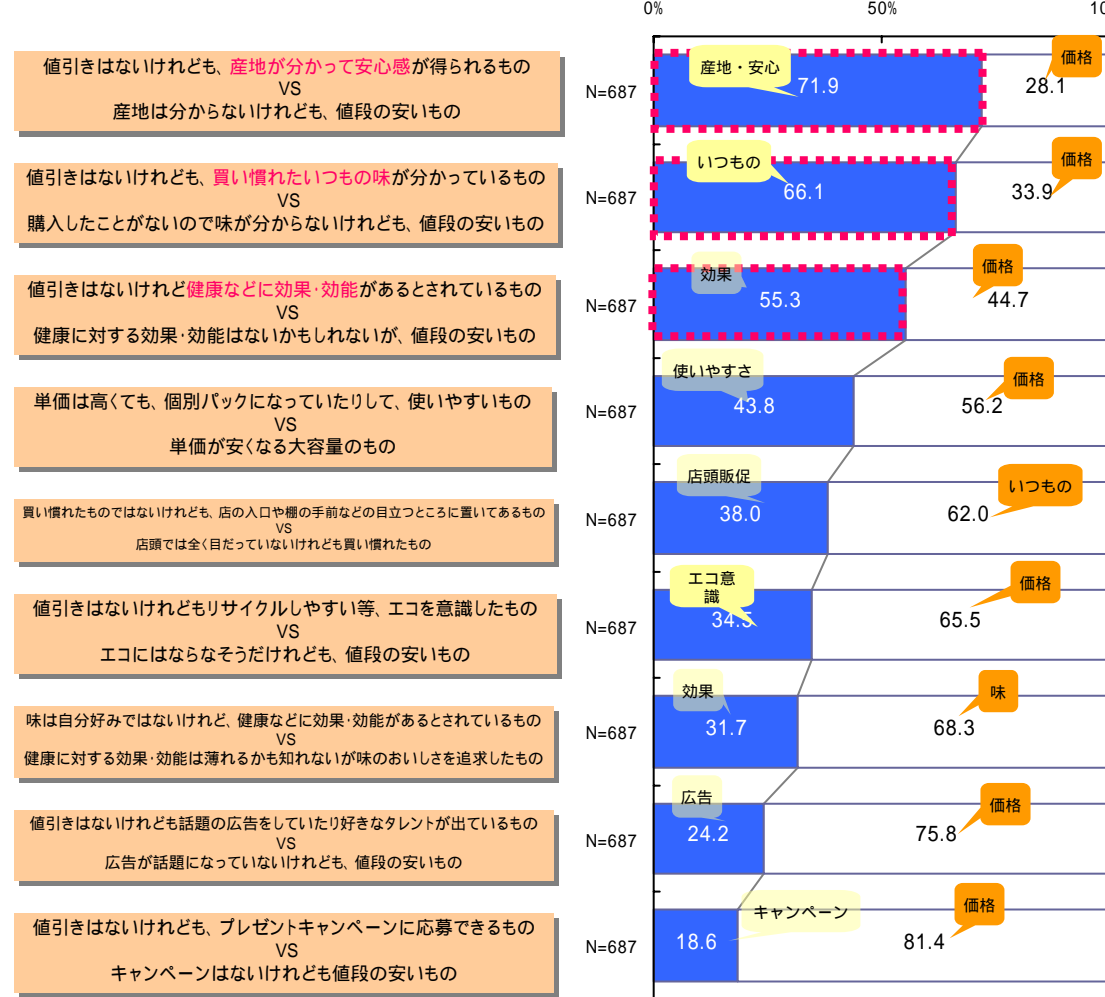 0%
50%
10
値引きはないけれども、産地が分かって安心感が得られるもの
VS
産地は分からないけれども、値段の安いもの
N=687
産地・安心
71.9
価格
28.1
値引きはないけれども、買い慣れたいつもの味が分かっているもの
VS
購入したことがないので味が分からないけれども、値段の安いもの
N=687
いつもの
66.1
価格
33.9
値引きはないけれど健康などに効果・効能があるとされているもの
VS
健康に対する効果・効能はないかもしれないが、値段の安いもの
N=687
効果
55.3
価格
44.7
単価は高くても、個別パックになっていたりして、使いやすいもの
VS
単価が安くなる大容量のもの
N=687
使いやすさ
43.8
価格
56.2
買い慣れたものではないけれども、店の入口や棚の手前などの目立つところに置いてあるもの
VS
店頭では全く目だっていないけれども買い慣れたもの
N=687
店頭販促
38.0
いつもの
62.0
値引きはないけれどもリサイクルしやすい等、エコを意識したもの
VS
エコにはならなそうだけれども、値段の安いもの
N=687
エコ意
識
34.5
価格
65.5
味は自分好みではないけれど、健康などに効果・効能があるとされているもの
VS
健康に対する効果・効能は薄れるかも知れないが味のおいしさを追求したもの
N=687
効果
31.7
味
68.3
値引きはないけれども話題の広告をしていたり好きなタレントが出ているもの
VS
広告が話題になっていないけれども、値段の安いもの
N=687
広告
24.2
価格
75.8
値引きはないけれども、プレゼントキャンペーンに応募できるもの
VS
キャンペーンはないけれども値段の安いもの
N=687
キャンペーン
18.6
価格
81.4